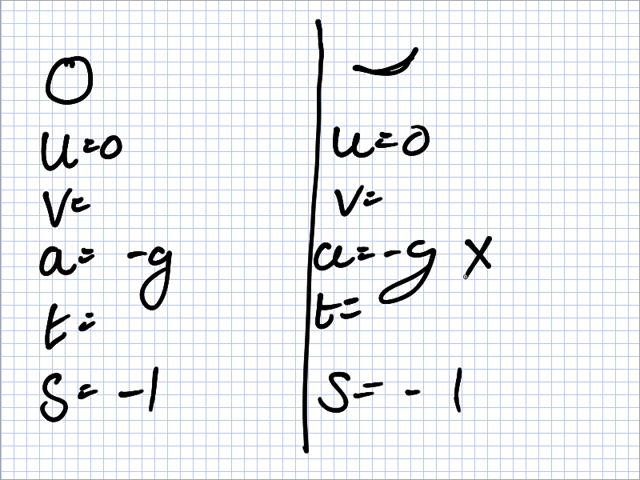 u=0
v=
a= -g
t=
s= -1
u=0
v=
a=-g X
t=
s= - 1